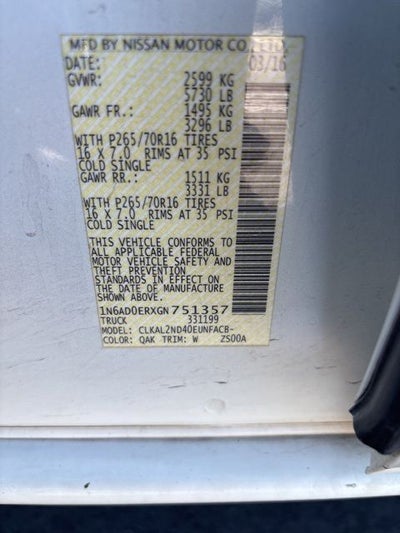 MFD BY NISSAN MOTOR CO., LTD.
DATE: 03/16
GVWR: 2599 KG
5730 LB
GAWR FR.: 1495 KG
3296 LB
WITH P265/70R16 TIRES
16 X 7.0 RIMS AT 35 PSI
COLD SINGLE
GAWR RR.: 1511 KG
3331 LB
WITH P265/70R16 TIRES
16 X 7.0 RIMS AT 35 PSI
COLD SINGLE
THIS VEHICLE CONFORMS TO
ALL APPLICABLE FEDERAL
MOTOR VEHICLE SAFETY AND
THEFT PREVENTION
STANDARDS IN EFFECT ON
THE DATE OF MANUFACTURE
SHOWN ABOVE.
1N6AD0ERXGN751357
TRUCK 331199
MODEL: CLKAL2ND40EUNFACB-
COLOR: QAK TRIM: W ZS00A